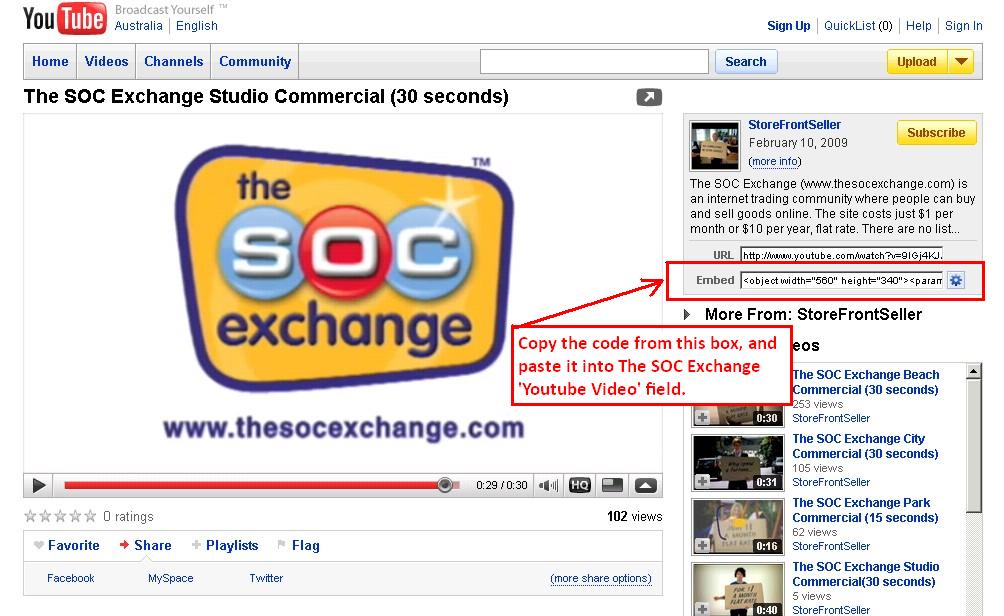 YouTube Broadcast Yourself ™
Australia | English
Sign Up | QuickList (0) | Help | Sign In
Home Videos Channels Community
Search
Upload
The SOC Exchange Studio Commercial (30 seconds)
the
SOC
exchange
TM
www.thesocexchange.com
0:29 / 0:30
HQ
0 ratings
102 views
Favorite Share Playlists Flag
Facebook MySpace Twitter (more share options)
StoreFrontSeller
February 10, 2009
(more info)
Subscribe
The SOC Exchange (www.thesocexchange.com) is
an internet trading community where people can buy
and sell goods online. The site costs just $1 per
month or $10 per year, flat rate. There are no list...
URL http://www.youtube.com/watch?v=9IGj4KJ.
Embed <object width="560" height="340"><param
More From: StoreFrontSeller
Copy the code from this box, and
paste it into The SOC Exchange
'Youtube Video' field.
eos
The SOC Exchange Beach
Commercial (30 seconds)
253 views
StoreFrontSeller
0:30
The SOC Exchange City
Commercial (30 seconds)
105 views
StoreFrontSeller
0:31
The SOC Exchange Park
Commercial (15 seconds)
62 views
StoreFrontSeller
0:16
The SOC Exchange Studio
Commercial(30 seconds)
5 views
StoreFrontSeller
0:40